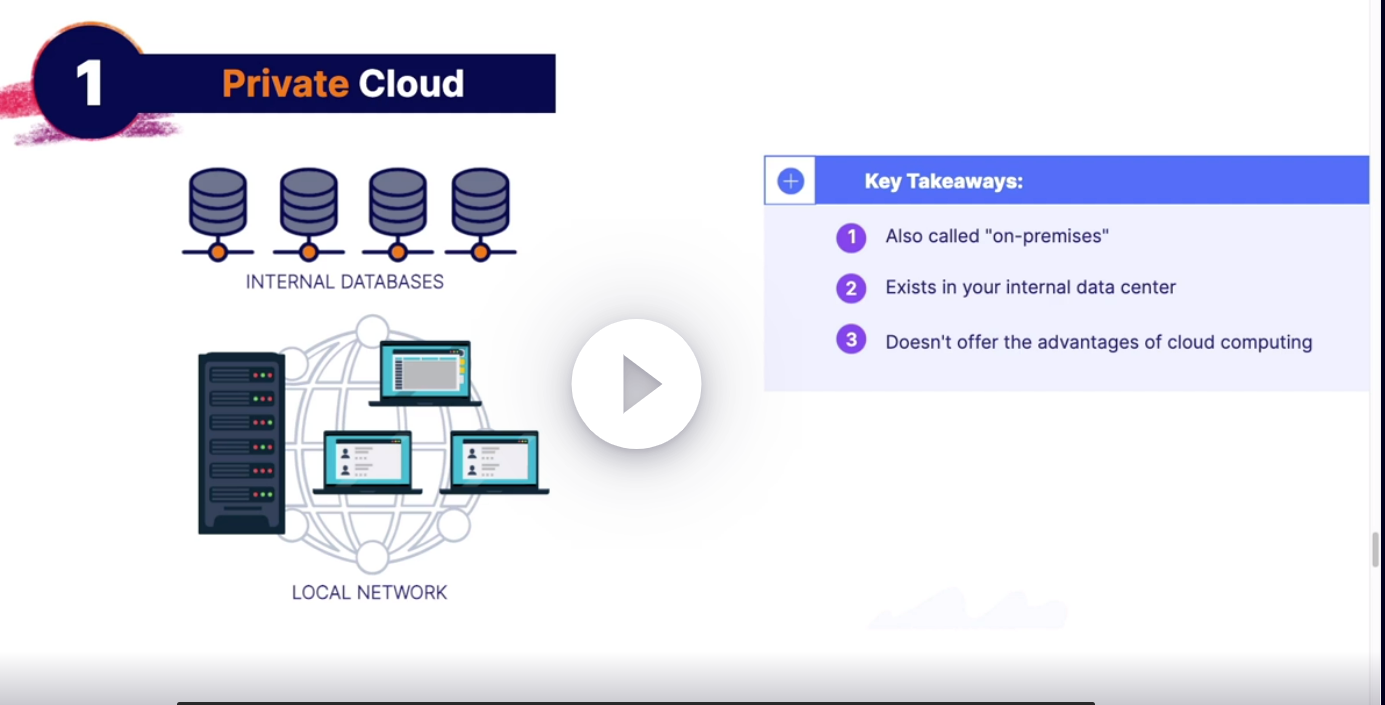 1
Private Cloud
INTERNAL DATABASES
LOCAL NETWORK
Key Takeaways:
1 Also called "on-premises"
2 Exists in your internal data center
3 Doesn't offer the advantages of cloud computing